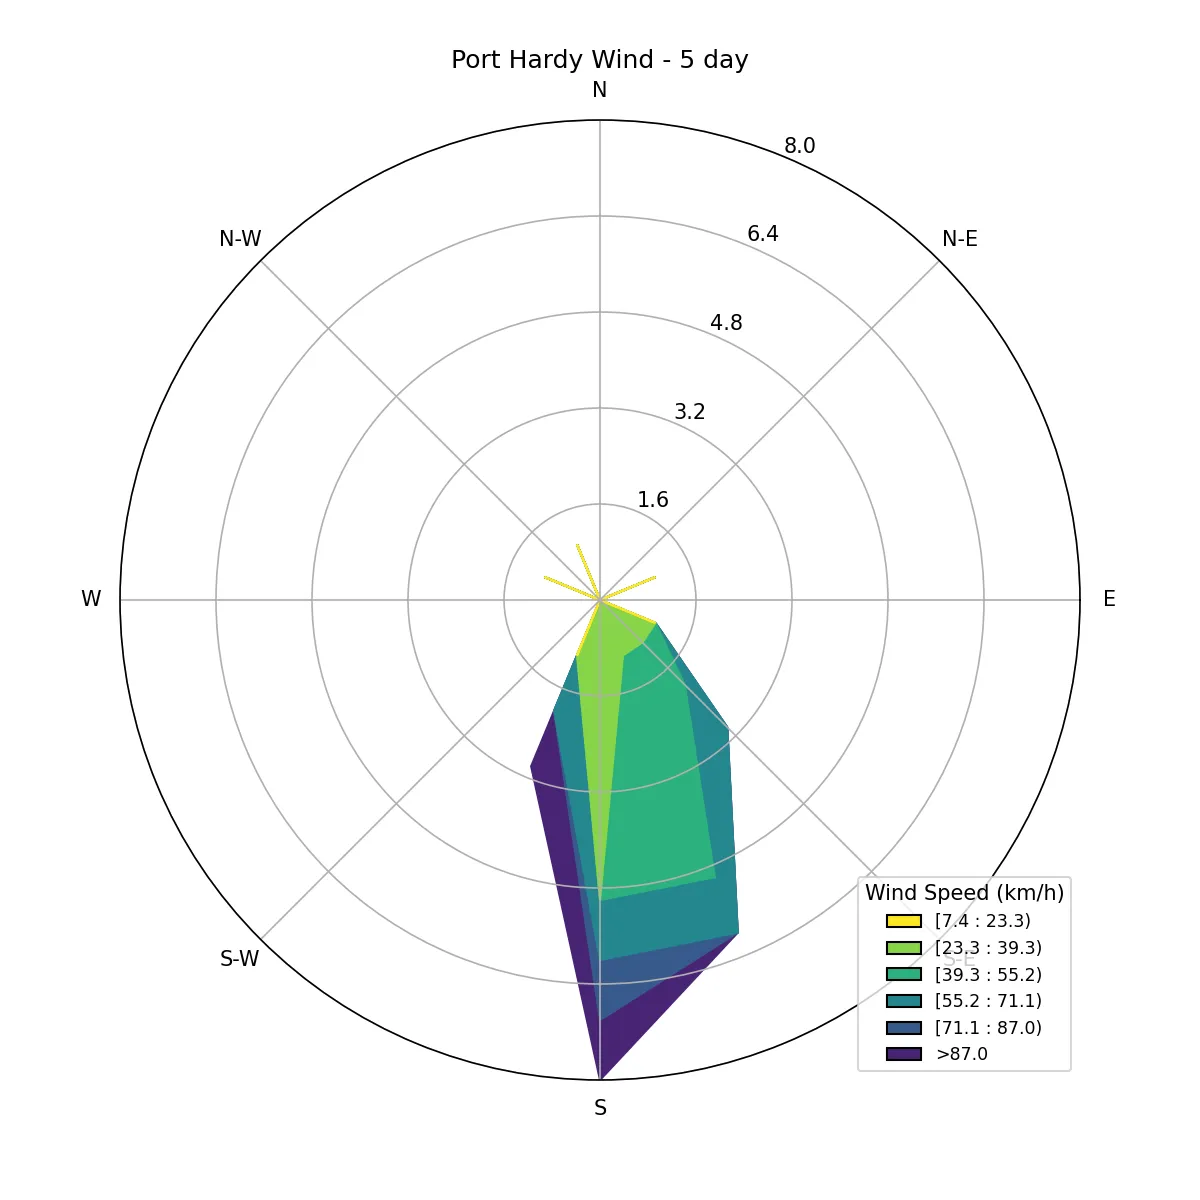 Port Hardy Wind - 5 day
N
8.0
N-W
6.4
N-E
4.8
3.2
1.6
W
E
Wind Speed (km/h)
[7.4 : 23.3)
[23.3 : 39.3)
S-W
S-E
[39.3 : 55.2)
[55.2 : 71.1)
[71.1 : 87.0)
>87.0
S